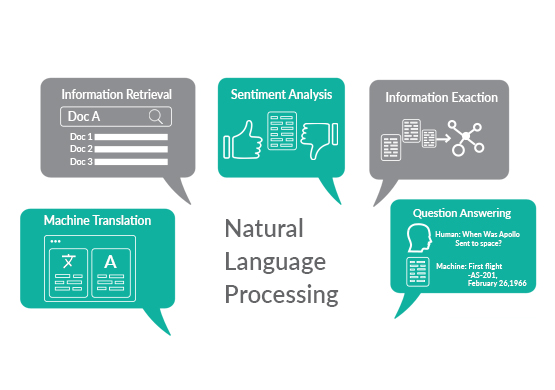 Information Retrieval
Doc A
Doc 1
Doc 2
Doc 3
Sentiment Analysis
Information Exaction
Machine Translation
文
A
Natural
Language
Processing
Question Answering
Human: When Was Apollo
Sent to space?
Machine: First flight
-AS-201,
February 26,1966